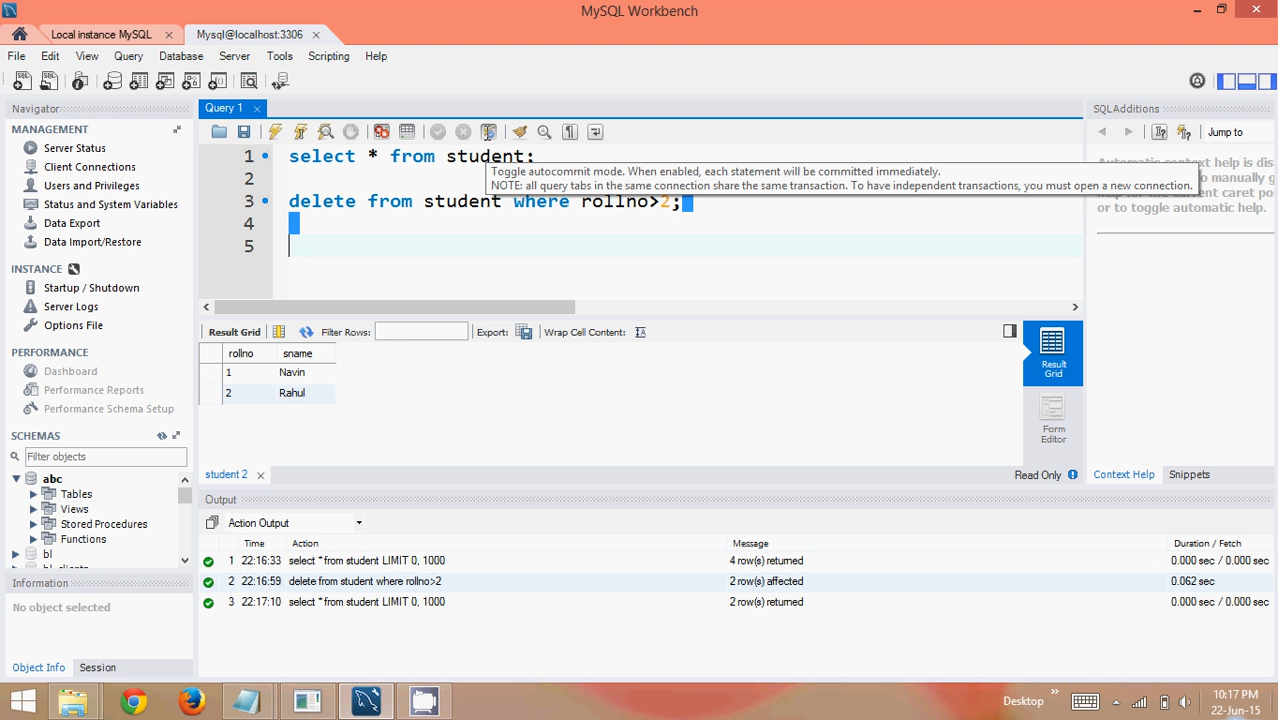 MySQL Workbench
Local instance MySQL
Mysql@localhost:3306
File Edit View Query Database Server Tools Scripting Help
Navigator
Query 1
SQLAdditions
MANAGEMENT
Server Status
Client Connections
Users and Privileges
Status and System Variables
Data Export
Data Import/Restore
INSTANCE
Startup / Shutdown
Server Logs
Options File
PERFORMANCE
Dashboard
Performance Reports
Performance Schema Setup
SCHEMAS
Filter objects
abc
Tables
Views
Stored Procedures
Functions
bl
Information
No object selected
Object Info Session
1 select * from student;
2
3 delete from student where rollno>2;
4
5
Toggle autocommit mode. When enabled, each statement will be committed immediately.
NOTE: all query tabs in the same connection share the same transaction. To have independent transactions, you must open a new connection.
Jump to
Automatic context help is dis
o manually g
ent caret po
or to toggle automatic help.
Result Grid Filter Rows: Export: Wrap Cell Content:
rollno sname
1 Navin
2 Rahul
Result
Grid
Form
Editor
student 2
Read Only
Context Help Snippets
Output
Action Output
Time Action Message Duration / Fetch
1 22:16:33 select * from student LIMIT 0, 1000 4 row(s) returned 0.000 sec / 0.000 sec
2 22:16:59 delete from student where rollno>2 2 row(s) affected 0.062 sec
3 22:17:10 select * from student LIMIT 0, 1000 2 row(s) returned 0.000 sec / 0.000 sec
Desktop
10:17 PM
22-Jun-15